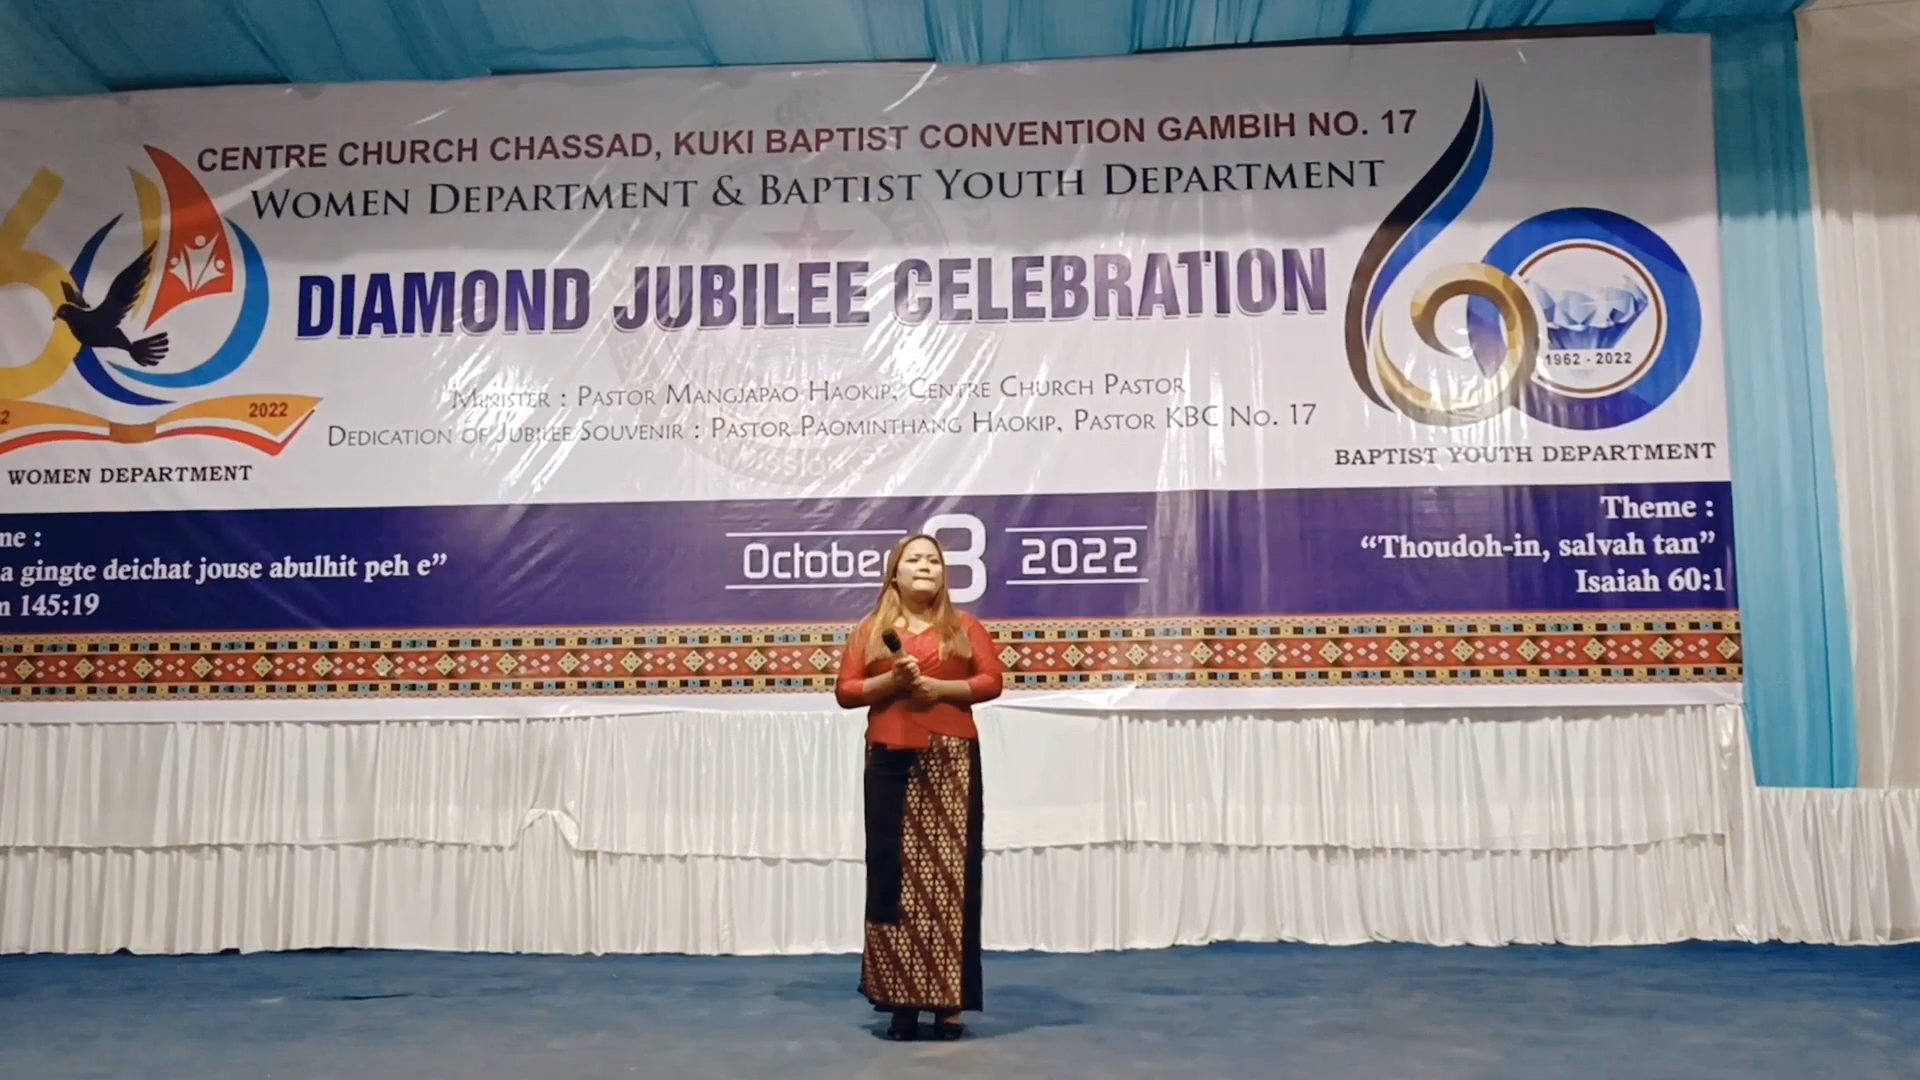 CENTRE CHURCH CHASSAD, KUKI BAPTIST CONVENTION GAMBIH NO. 17
WOMEN DEPARTMENT & BAPTIST YOUTH DEPARTMENT
DIAMOND JUBILEE CELEBRATION
MINISTER : PASTOR MANGJAPAO HAOKIP, CENTRE CHURCH PASTOR
DEDICATION OF JUBILEE SOUVENIR : PASTOR PAOMINTHANG HAOKIP, PASTOR KBC NO. 17
2022
WOMEN DEPARTMENT
60
1962 - 2022
BAPTIST YOUTH DEPARTMENT
a gingte deichat jouse abulhit peh e”
145:19
October 8 2022
Theme :
“Thoudoh-in, salvah tan”
Isaiah 60:1